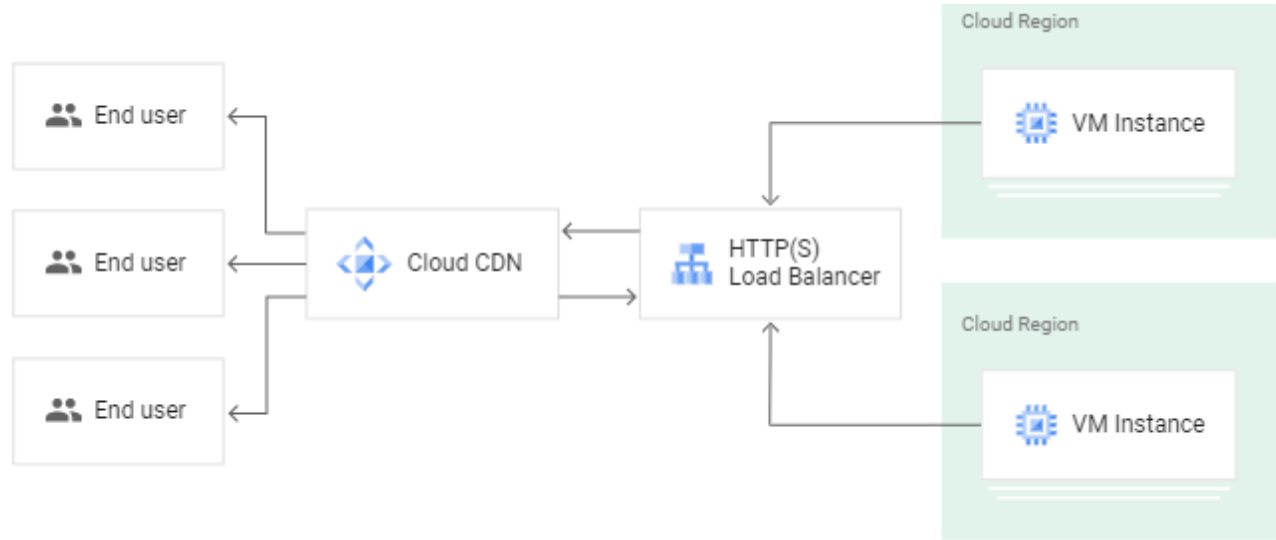 Cloud Region
End user
VM Instance
End user
Cloud CDN
HTTP(S)
Load Balancer
Cloud Region
End user
VM Instance